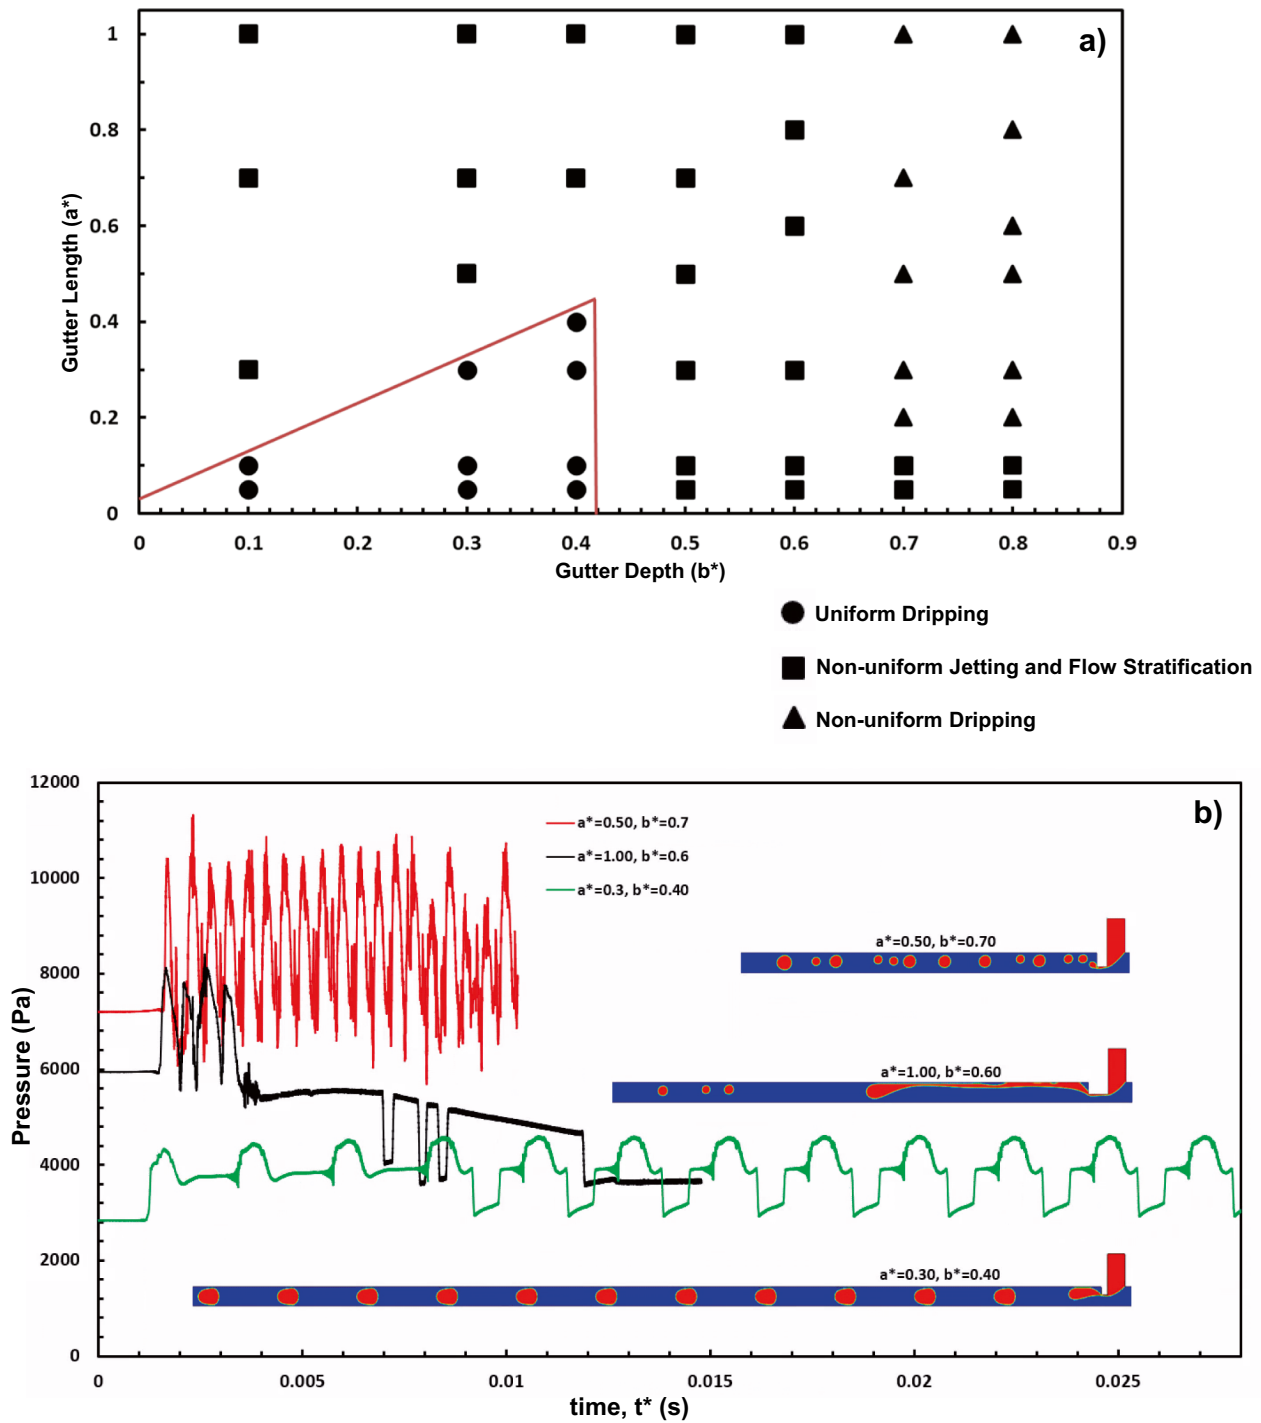 a)
1
0.8
0.6
0.4
0.2
0
Gutter Length (a*)
0 0.1 0.2 0.3 0.4 0.5 0.6 0.7 0.8 0.9
Gutter Depth (b*)
Uniform Dripping
Non-uniform Jetting and Flow Stratification
Non-uniform Dripping
b)
12000
10000
8000
6000
4000
2000
0
Pressure (Pa)
a*=0.50, b*=0.7
a*=1.00, b*=0.6
a*=0.3, b*=0.40
a*=0.50, b*=0.70
a*=1.00, b*=0.60
a*=0.30, b*=0.40
0 0.005 0.01 0.015 0.02 0.025
time, t* (s)